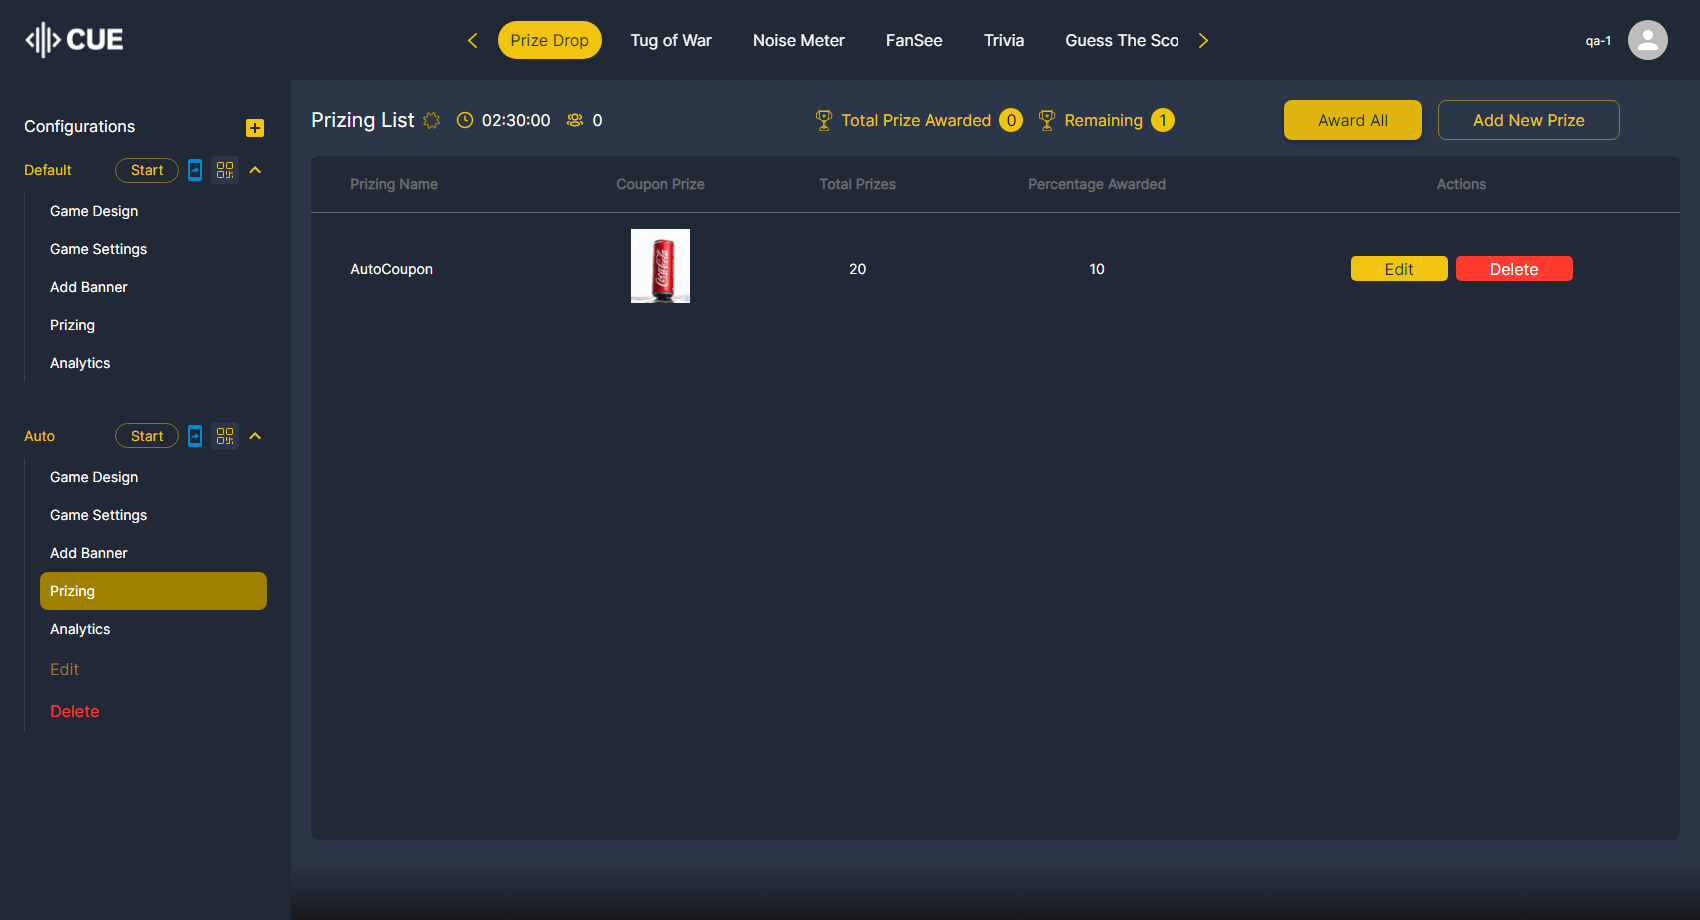 CUE
Prize Drop
Tug of War
Noise Meter
FanSee
Trivia
Guess The Sco
qa-1
Configurations
Default
Start
Game Design
Game Settings
Add Banner
Prizing
Analytics
Auto
Start
Game Design
Game Settings
Add Banner
Prizing
Analytics
Edit
Delete
Prizing List
02:30:00
0
Total Prize Awarded 0
Remaining 1
Award All
Add New Prize
Prizing Name
Coupon Prize
Total Prizes
Percentage Awarded
Actions
AutoCoupon
Coca-Cola
20
10
Edit
Delete